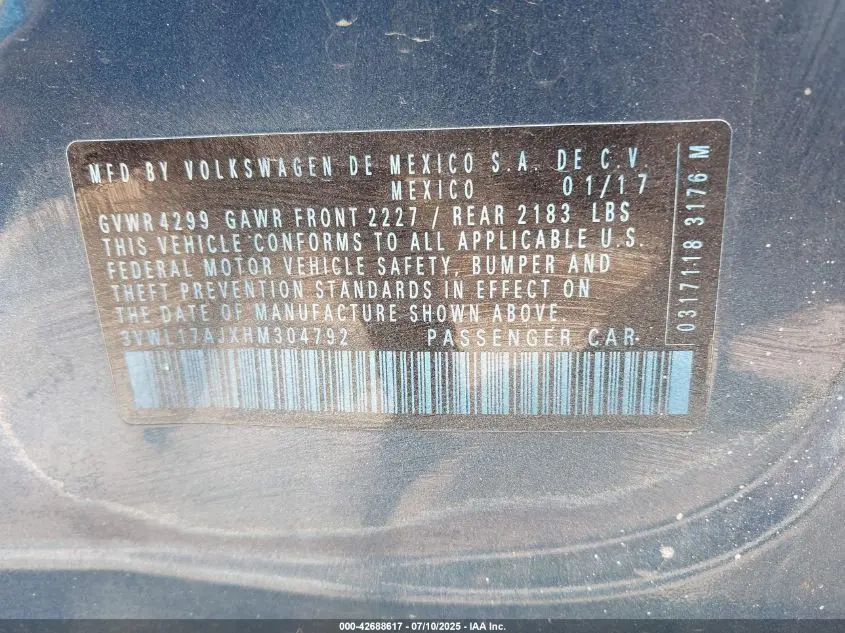 MFD BY VOLKSWAGEN DE MEXICO S.A. DE C.V.
MEXICO 01/17
GVWR 4299 GAWR FRONT 2227 / REAR 2183 LBS
THIS VEHICLE CONFORMS TO ALL APPLICABLE U.S.
FEDERAL MOTOR VEHICLE SAFETY, BUMPER AND
THEFT PREVENTION STANDARDS IN EFFECT ON
THE DATE OF MANUFACTURE SHOWN ABOVE.
3VWL17AJXHM304792 PASSENGER CAR
0317118 3176 M
000-42688617 - 07/10/2025 - IAA Inc.